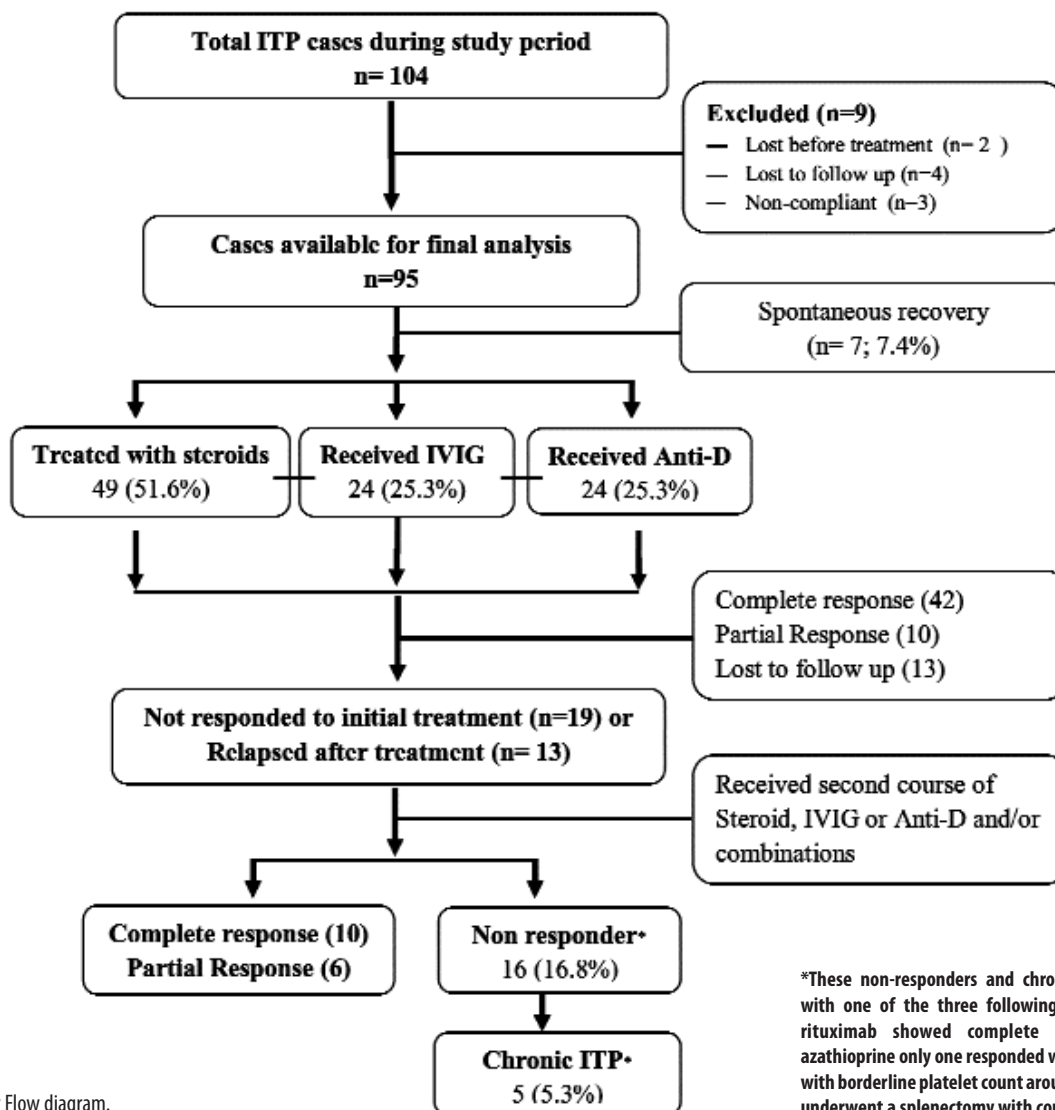 Total ITP cases during study period
n= 104
Excluded (n=9)
— Lost before treatment (n− 2 )
— Lost to follow up (n−4)
— Non-compliant (n−3)
Cases available for final analysis
n=95
Spontaneous recovery
(n= 7; 7.4%)
Treated with steroids
49 (51.6%)
Received IVIG
24 (25.3%)
Received Anti-D
24 (25.3%)
Complete response (42)
Partial Response (10)
Lost to follow up (13)
Not responded to initial treatment (n=19) or
Relapsed after treatment (n= 13)
Received second course of
Steroid, IVIG or Anti-D and/or
combinations
Complete response (10)
Partial Response (6)
Non responder*
16 (16.8%)
Chronic ITP*
5 (5.3%)
*These non-responders and chro
with one of the three following
rituximab showed complete
azathioprine only one responded w
with borderline platelet count arou
underwent a splenectomy with co
Flow diagram.